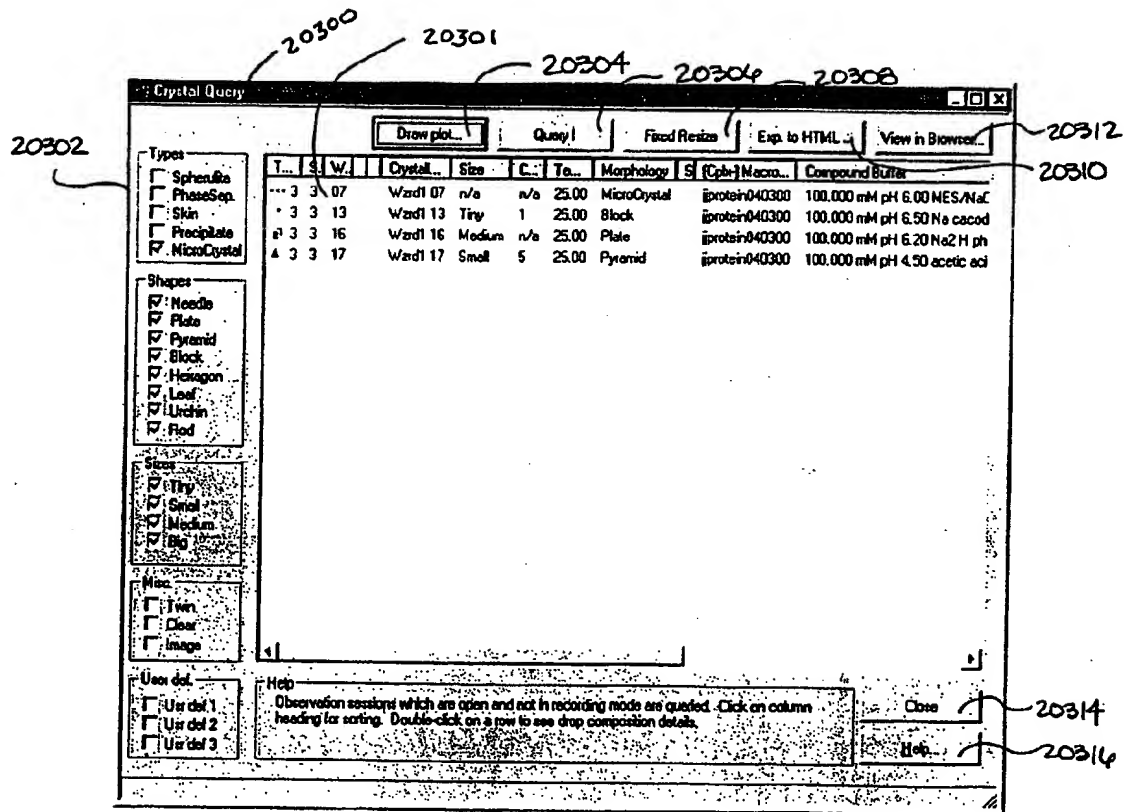 20300
20301
20304
20306
20308
Crystal Query
Draw plot...
Query!
Fixed Resize
Exp. to HTML...
View in Browser...
20312
20302
20310
Types
Spherulite
PhaseSep.
Skin
Precipitate
MicroCrystal
T... S. W. Crystall... Size C... Te... Morphology S {Cpbr} Macro... Compound Buffer
3 3 07 Wzrd1 07 n/a n/a 25.00 MicroCrystal jjprotein040300 100.000 mM pH 6.00 MES/NaC
3 3 13 Wzrd1 13 Tiny 1 25.00 Block jjprotein040300 100.000 mM pH 6.50 Na cacod
3 3 16 Wzrd1 16 Medium n/a 25.00 Plate jjprotein040300 100.000 mM pH 6.20 Na2 H ph
3 3 17 Wzrd1 17 Small 5 25.00 Pyramid jjprotein040300 100.000 mM pH 4.50 acetic aci
Shapes
Needle
Plate
Pyramid
Block
Hexagon
Leaf
Urchin
Rod
Sizes
Tiny
Small
Medium
Big
Misc.
Twin
Clear
Image
User def.
Usr def 1
Usr def 2
Usr def 3
Help
Observation sessions which are open and not in recording mode are queried. Click on column
heading for sorting. Double-click on a row to see drop composition details.
Close
20314
Help...
20316